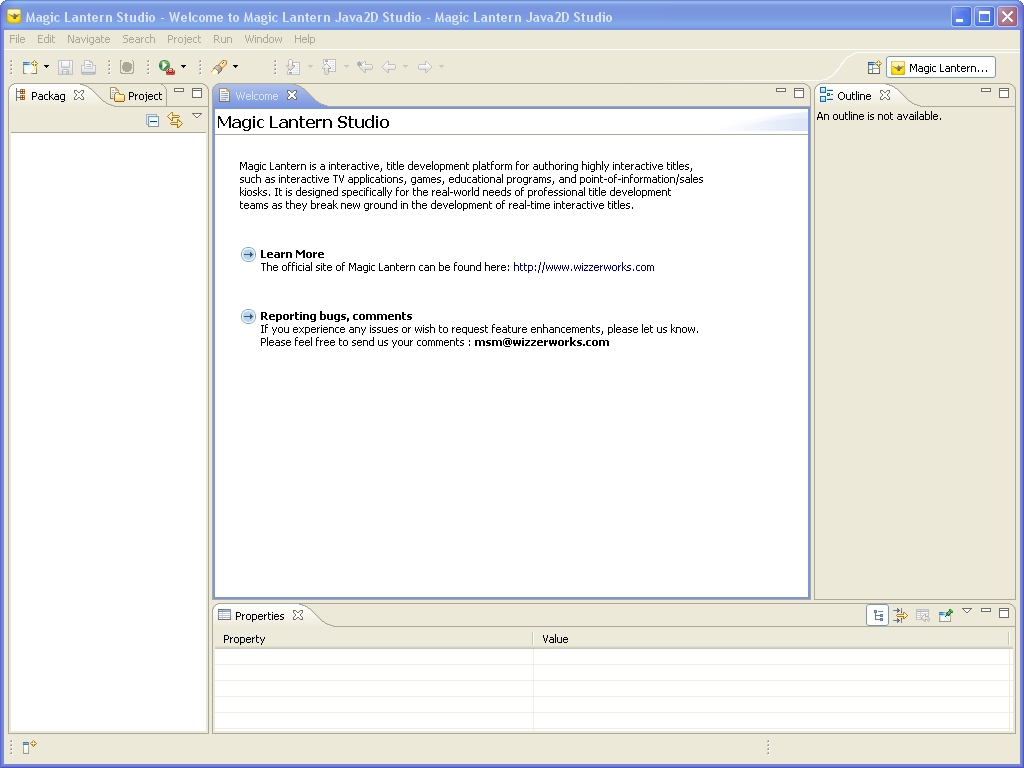 Magic Lantern Studio - Welcome to Magic Lantern Java2D Studio - Magic Lantern Java2D Studio
File Edit Navigate Search Project Run Window Help
Magic Lantern...
Packag
Project
Welcome
Outline
Magic Lantern Studio
An outline is not available.
Magic Lantern is a interactive, title development platform for authoring highly interactive titles,
such as interactive TV applications, games, educational programs, and point-of-information/sales
kiosks. It is designed specifically for the real-world needs of professional title development
teams as they break new ground in the development of real-time interactive titles.
Learn More
The official site of Magic Lantern can be found here: http://www.wizzerworks.com
Reporting bugs, comments
If you experience any issues or wish to request feature enhancements, please let us know.
Please feel free to send us your comments : msm@wizzerworks.com
Properties
Property Value